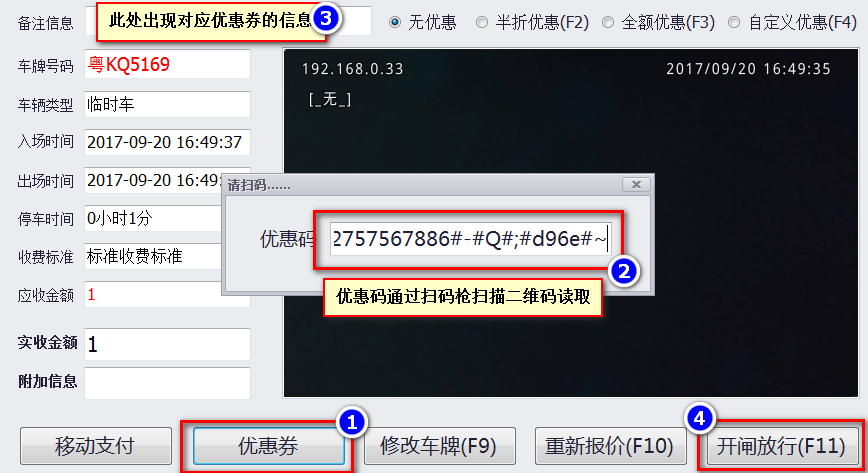 备注信息 此处出现对应优惠券的信息 3 无优惠 半折优惠(F2) 全额优惠(F3) 自定义优惠(F4)
车牌号码 粤KQ5169
192.168.0.33 2017/09/20 16:49:35
[_无_]
车辆类型 临时车
入场时间 2017-09-20 16:49:37
出场时间 2017-09-20 16:49:
请扫码......
停车时间 0小时1分
优惠码 2757567886#-#Q#;#d96e#~
收费标准 标准收费标准
2
应收金额 1
优惠码通过扫码枪扫描二维码读取
实收金额 1
附加信息
1 4
移动支付 优惠券 修改车牌(F9) 重新报价(F10) 开闸放行(F11)